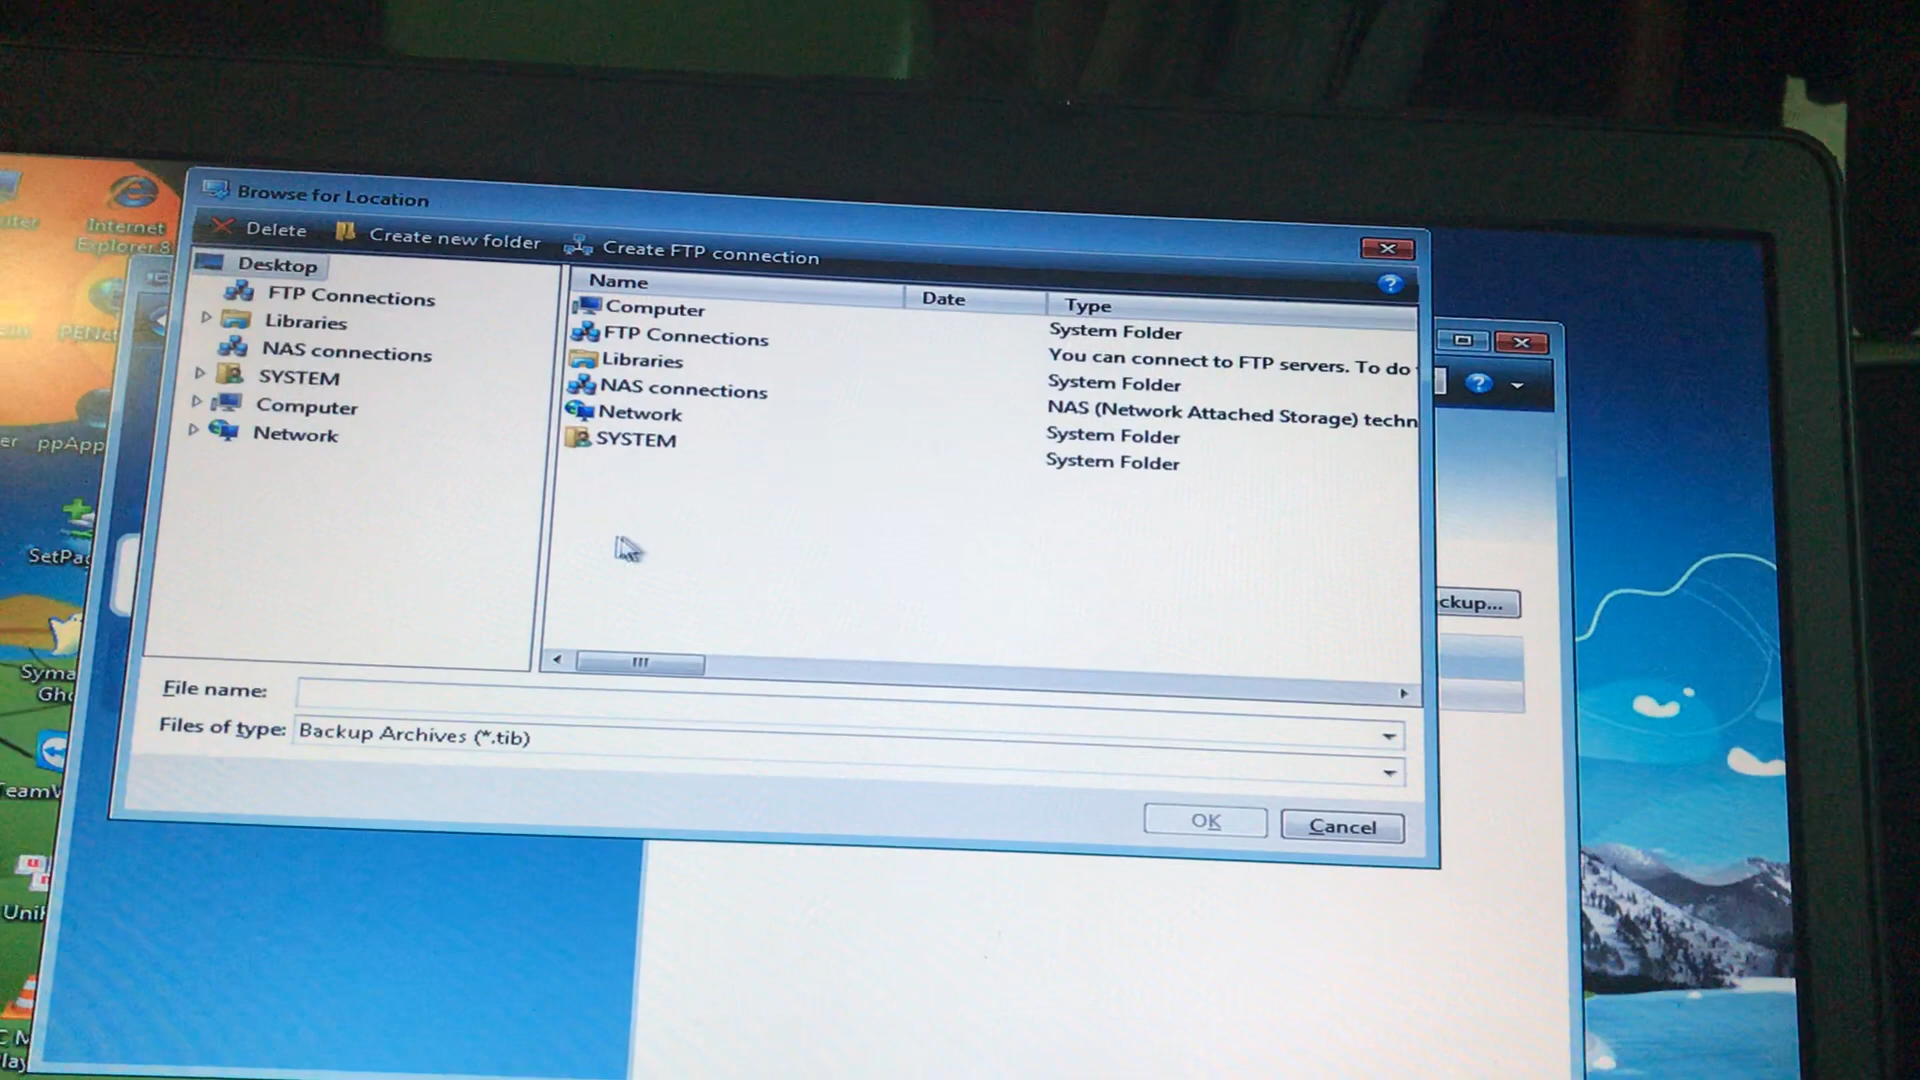 Browse for Location
Delete
Create new folder
Create FTP connection
Desktop
FTP Connections
Libraries
NAS connections
SYSTEM
Computer
Network
Name
Date
Type
Computer
System Folder
FTP Connections
You can connect to FTP servers. To do
Libraries
System Folder
NAS connections
NAS (Network Attached Storage) techn
Network
System Folder
SYSTEM
System Folder
File name:
Files of type:
Backup Archives (*.tib)
OK
Cancel
ckup...
Internet
Explorer 8
PENet
ppApp
SetPag
Syma
Gho
TeamV